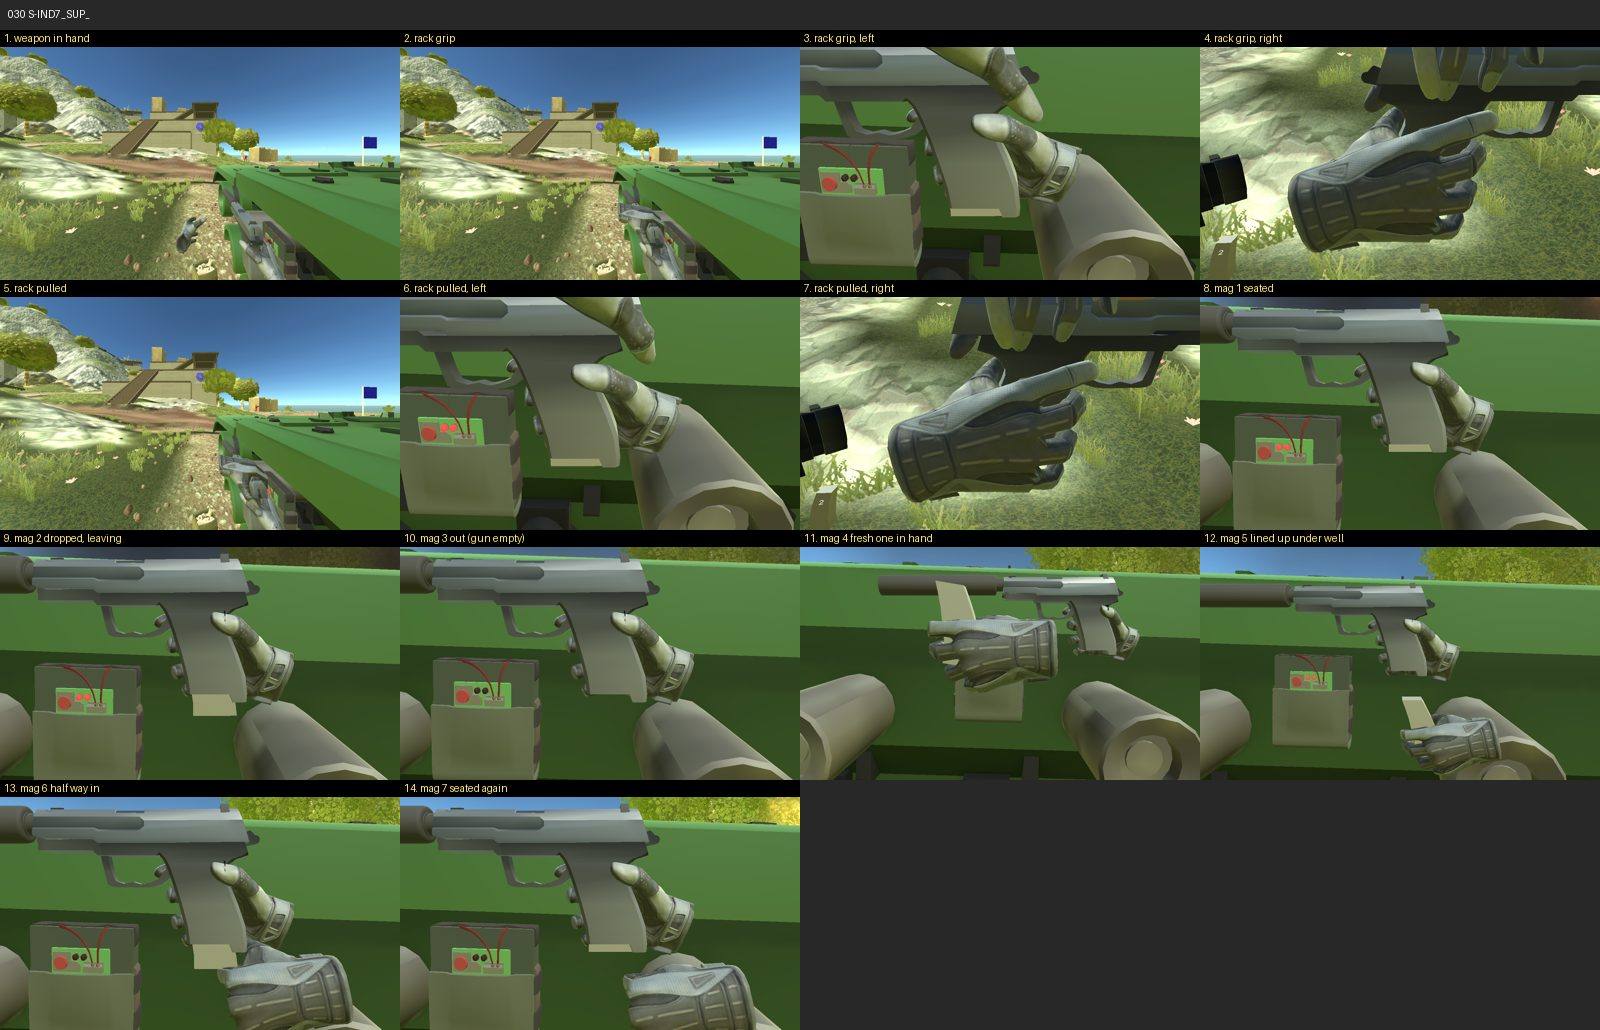 030 S-IND7_SUP_
1. weapon in hand
2. rack grip
3. rack grip, left
4. rack grip, right
2
5. rack pulled
6. rack pulled, left
7. rack pulled, right
2
8. mag 1 seated
9. mag 2 dropped, leaving
10. mag 3 out (gun empty)
11. mag 4 fresh one in hand
12. mag 5 lined up under well
13. mag 6 half way in
14. mag 7 seated again